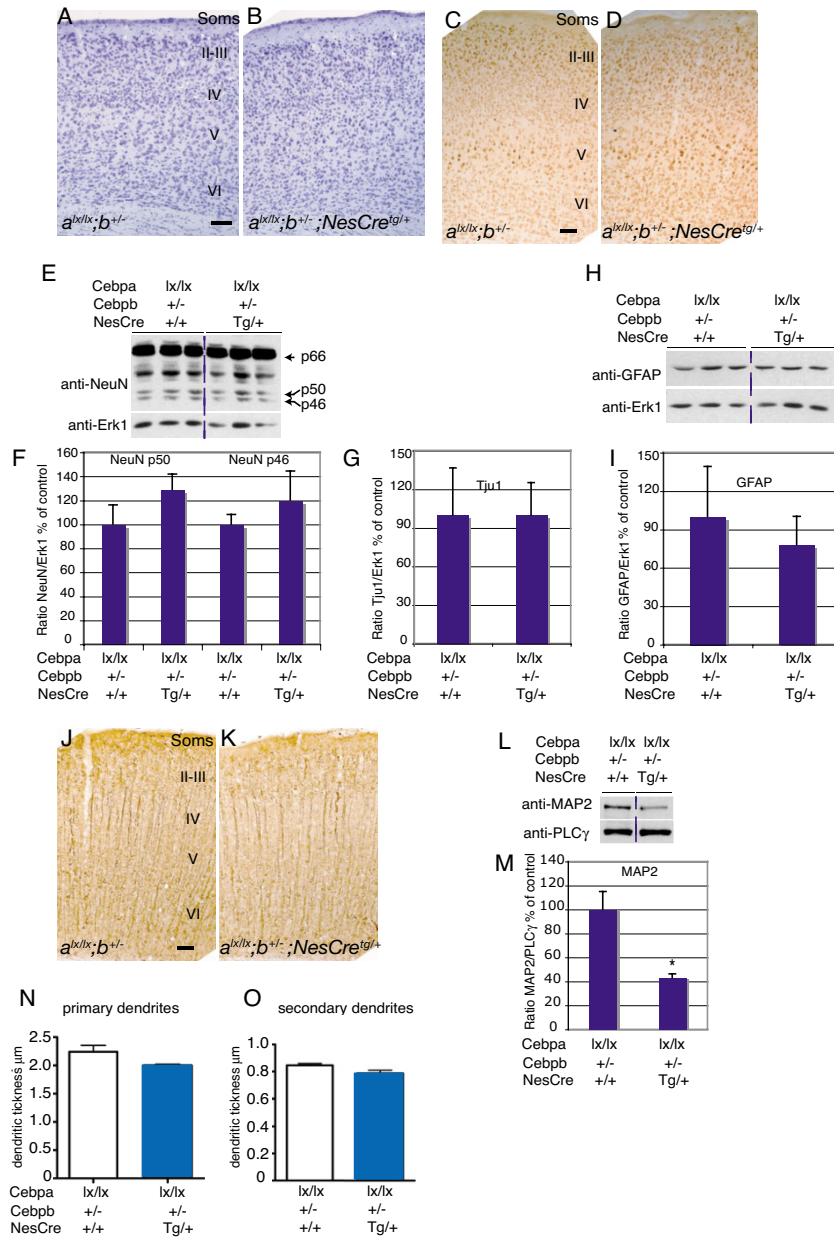 A
Soms
B
II-III
IV
V
VI
a^lx/lx;b^+/-
a^lx/lx;b^+/-;NesCre^tg/+
C
Soms
D
II-III
IV
V
VI
a^lx/lx;b^+/-
a^lx/lx;b^+/-;NesCre^tg/+
E
Cebpa lx/lx lx/lx
Cebpb +/- +/-
NesCre +/+ Tg/+
anti-NeuN
p66
p50
p46
anti-Erk1
H
Cebpa lx/lx lx/lx
Cebpb +/- +/-
NesCre +/+ Tg/+
anti-GFAP
anti-Erk1
F
NeuN p50 NeuN p46
Ratio NeuN/Erk1 % of control
160
140
120
100
80
60
40
20
0
Cebpa lx/lx lx/lx lx/lx lx/lx
Cebpb +/- +/- +/- +/-
NesCre +/+ Tg/+ +/+ Tg/+
G
Tju1
Ratio Tju1/Erk1 % of control
150
120
90
60
30
0
lx/lx lx/lx
+/- +/-
+/+ Tg/+
I
GFAP
Ratio GFAP/Erk1 % of control
150
120
90
60
30
0
Cebpa lx/lx lx/lx
Cebpb +/- +/-
NesCre +/+ Tg/+
J
Soms
K
II-III
IV
V
VI
a^lx/lx;b^+/-
a^lx/lx;b^+/-;NesCre^tg/+
L
Cebpa lx/lx lx/lx
Cebpb +/- +/-
NesCre +/+ Tg/+
anti-MAP2
anti-PLCγ
M
MAP2
Ratio MAP2/PLCγ % of control
140
120
100
80
60
40
20
0
*
Cebpa lx/lx lx/lx
Cebpb +/- +/-
NesCre +/+ Tg/+
N
primary dendrites
dendritic tickness µm
2.5
2.0
1.5
1.0
0.5
0
Cebpa lx/lx lx/lx
Cebpb +/- +/-
NesCre +/+ Tg/+
O
secondary dendrites
dendritic tickness µm
1.0
0.8
0.6
0.4
0.2
0
lx/lx lx/lx
+/- +/-
+/+ Tg/+